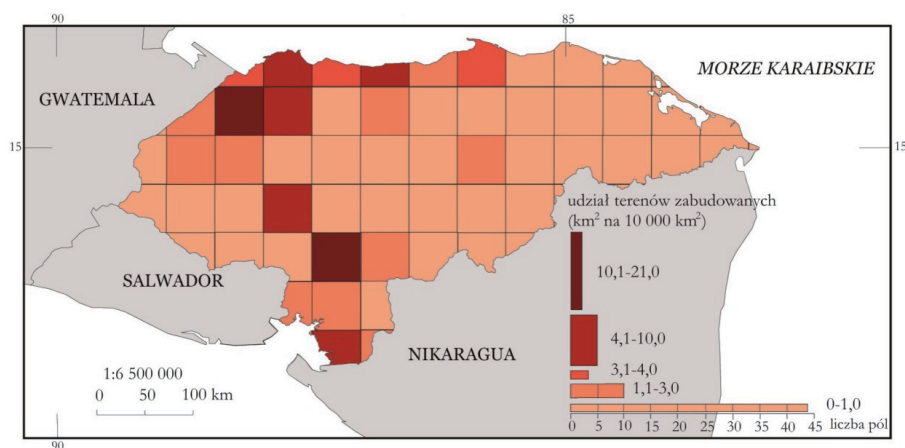 90
85
MORZE KARAIBSKIE
GWATEMALA
15
15
udział terenów zabudowanych
(km² na 10 000 km²)
10,1-21,0
SALWADOR
4,1-10,0
NIKARAGUA
3,1-4,0
1:6 500 000
1,1-3,0
0 50 100 km
0-1,0
0 5 10 15 20 25 30 35 40 45
liczba pól
90